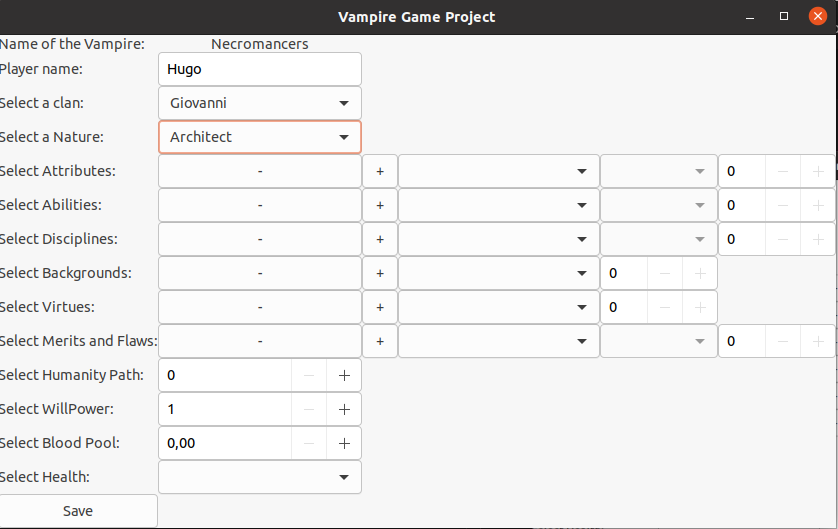 Vampire Game Project
Name of the Vampire: Necromancers
Player name: Hugo
Select a clan: Giovanni
Select a Nature: Architect
Select Attributes: - + 0 − +
Select Abilities: - + 0 − +
Select Disciplines: - + 0 − +
Select Backgrounds: - + 0 − +
Select Virtues: - + 0 − +
Select Merits and Flaws: - + 0 − +
Select Humanity Path: 0 − +
Select WillPower: 1 − +
Select Blood Pool: 0,00 − +
Select Health:
Save